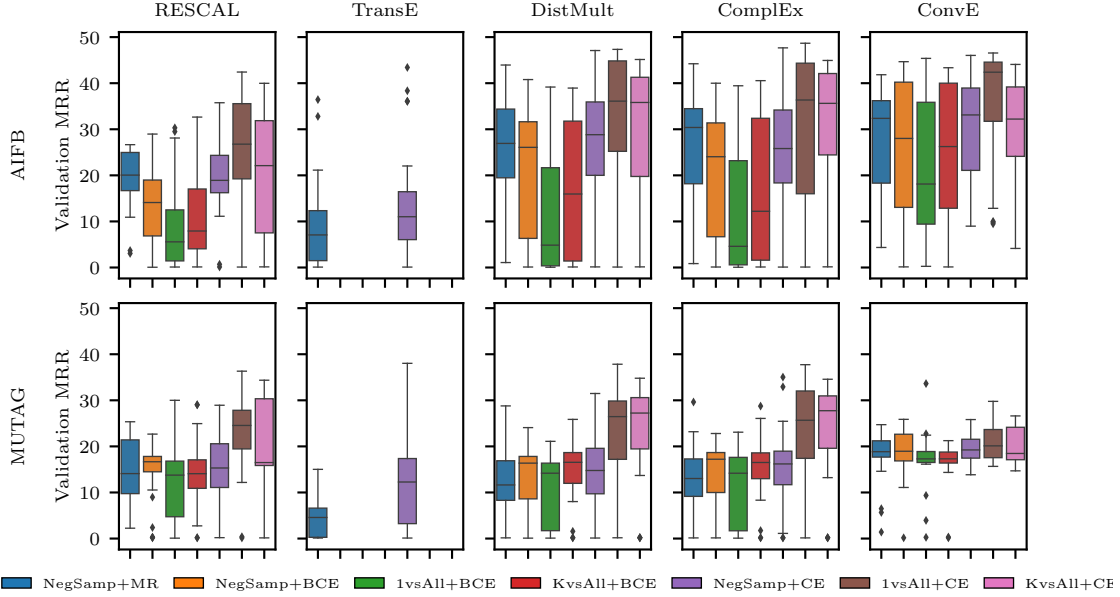 RESCAL TransE DistMult ComplEx ConvE
AIFB
Validation MRR
50
40
30
20
10
0
MUTAG
Validation MRR
50
40
30
20
10
0
NegSamp+MR NegSamp+BCE 1vsAll+BCE KvsAll+BCE NegSamp+CE 1vsAll+CE KvsAll+CE